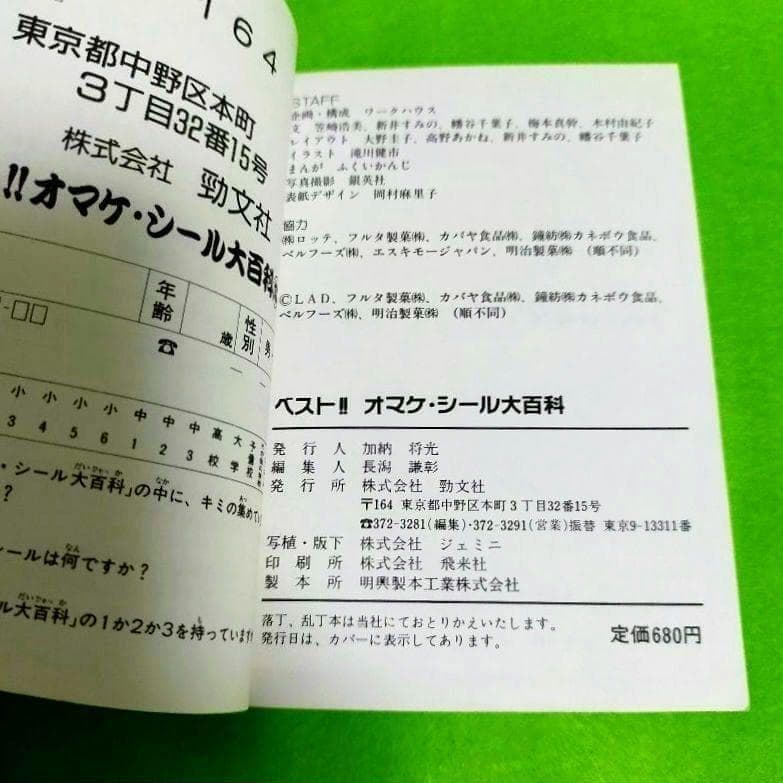 164
東京都中野区本町
3丁目32番15号
株式会社 勁文社
!!オマケ・シール大百科
-□□
年齢
歳
性別
男
☎
小3
小4
小5
小6
中1
中2
中3
高校
大学
予備校
・シール大百科」の中に、キミの集めてい
?
シールは何ですか?
ル大百科」の1か2か3を持っています
STAFF
企画・構成 ワークハウス
文 笠崎浩美、新井すみの、幡谷千葉子、梅本真幹、木村由紀子
レイアウト 大野圭子、高野あかね、新井すみの、幡谷千葉子
イラスト 滝川健市
まんが ふくいかんじ
写真撮影 銀英社
表紙デザイン 岡村麻里子
協力
㈱ロッテ、フルタ製菓㈱、カバヤ食品㈱、鐘紡㈱カネボウ食品、
ベルフーズ㈱、エスキモージャパン、明治製菓㈱ (順不同)
©LAD、フルタ製菓㈱、カバヤ食品㈱、鐘紡㈱カネボウ食品、
ベルフーズ㈱、明治製菓㈱ (順不同)
ベスト!! オマケ・シール大百科
発行人 加納 将光
編集人 長潟 謙彰
発行所 株式会社 勁文社
〒164 東京都中野区本町3丁目32番15号
☎372-3281(編集)・372-3291(営業)振替 東京9-13311番
写植・版下 株式会社 ジェミニ
印刷所 株式会社 飛来社
製本所 明興製本工業株式会社
落丁、乱丁本は当社にておとりかえいたします。
発行日は、カバーに表示してあります。
定価680円